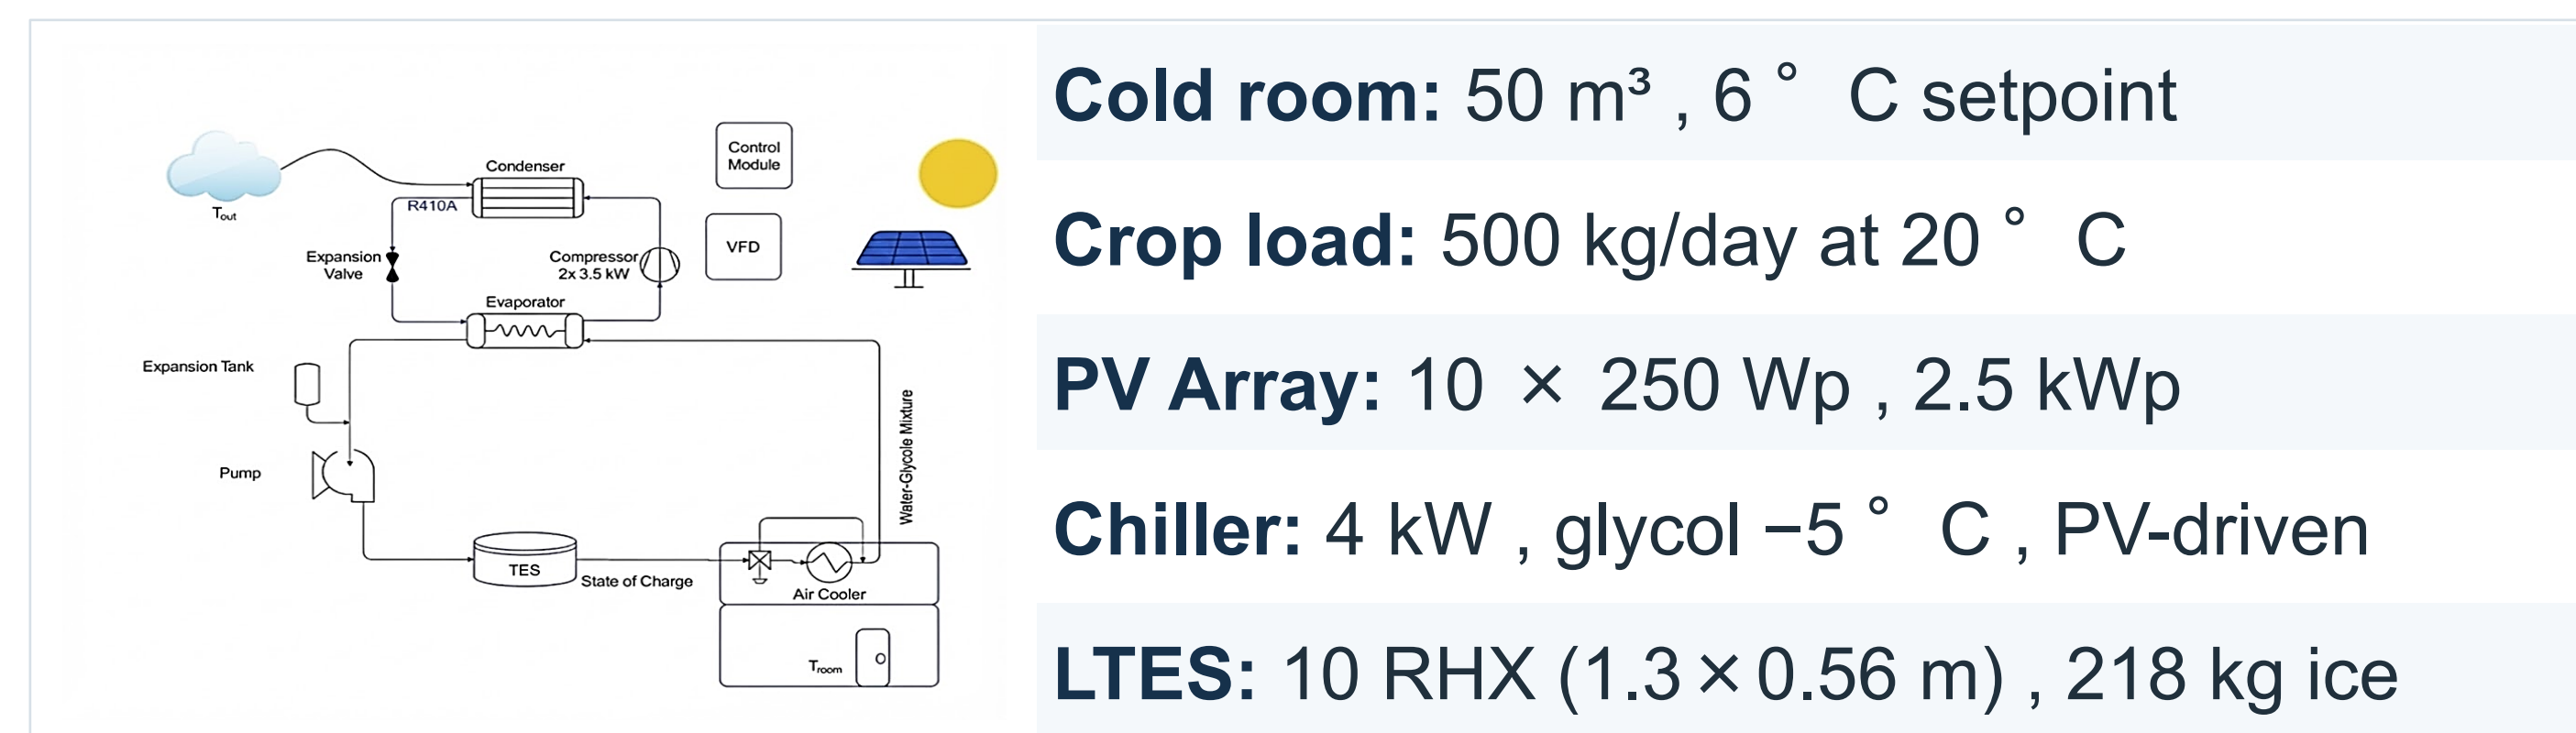 Condenser
Control
Module
R410A
Tout
Expansion
Valve
Compressor
2x 3.5 kW
VFD
Evaporator
Expansion Tank
Water-Glycole Mixture
Pump
TES
State of Charge
Air Cooler
Troom
Cold room: 50 m³ , 6 ° C setpoint
Crop load: 500 kg/day at 20 ° C
PV Array: 10 × 250 Wp , 2.5 kWp
Chiller: 4 kW , glycol −5 ° C , PV-driven
LTES: 10 RHX (1.3×0.56 m) , 218 kg ice